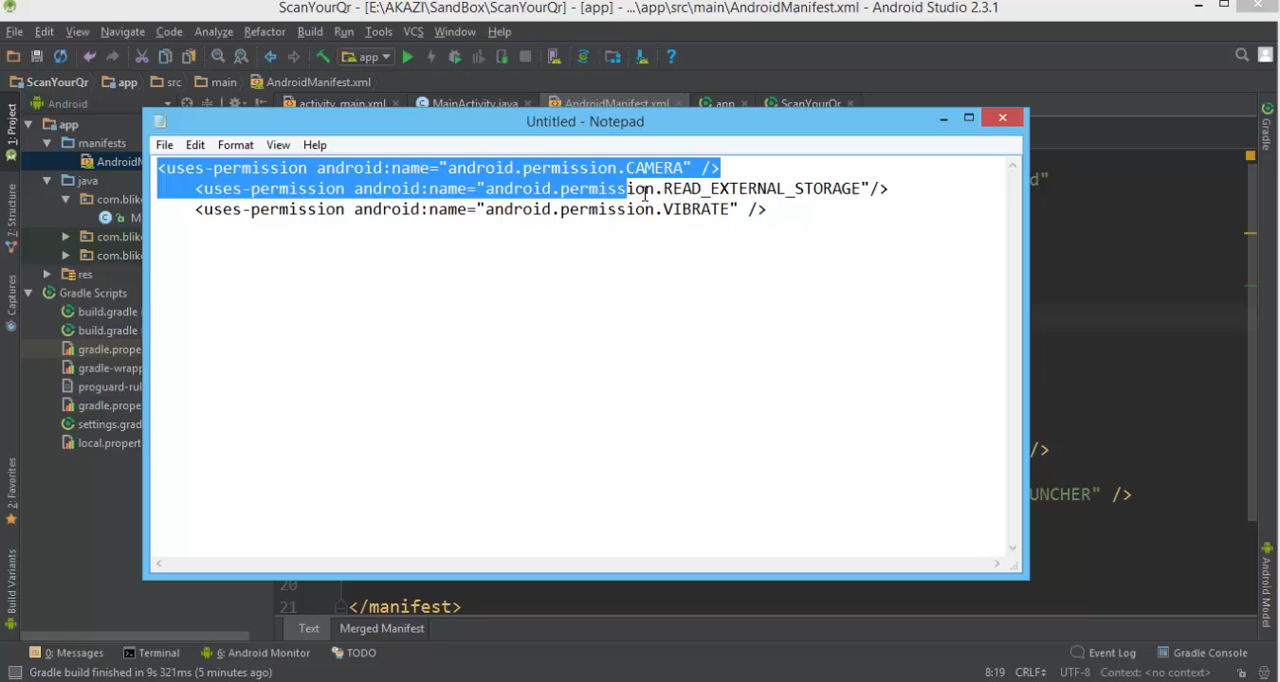 ScanYourQr - [E:\AKAZI\SandBox\ScanYourQr] - [app] - ...\app\src\main\AndroidManifest.xml - Android Studio 2.3.1
File Edit View Navigate Code Analyze Refactor Build Run Tools VCS Window Help
app
ScanYourQr app src main AndroidManifest.xml
Android activity_main.xml MainActivity.java AndroidManifest.xml app ScanYourQr
Untitled - Notepad
File Edit Format View Help
<uses-permission android:name="android.permission.CAMERA" />
<uses-permission android:name="android.permission.READ_EXTERNAL_STORAGE"/>
<uses-permission android:name="android.permission.VIBRATE" />
1: Project
Z: Structure
Captures
2: Favorites
Build Variants
app
manifests
AndroidM
java
com.blik
M
com.blik
com.blik
res
Gradle Scripts
build.gradle
build.gradle
gradle.prope
gradle-wrapp
proguard-rul
gradle.prope
settings.grad
local.propert
d"
/>
UNCHER" />
20
21 </manifest>
Text Merged Manifest
Gradle
Android Model
0: Messages Terminal 6: Android Monitor TODO Event Log Gradle Console
Gradle build finished in 9s 321ms (5 minutes ago) 8:19 CRLF UTF-8 Context: <no context>